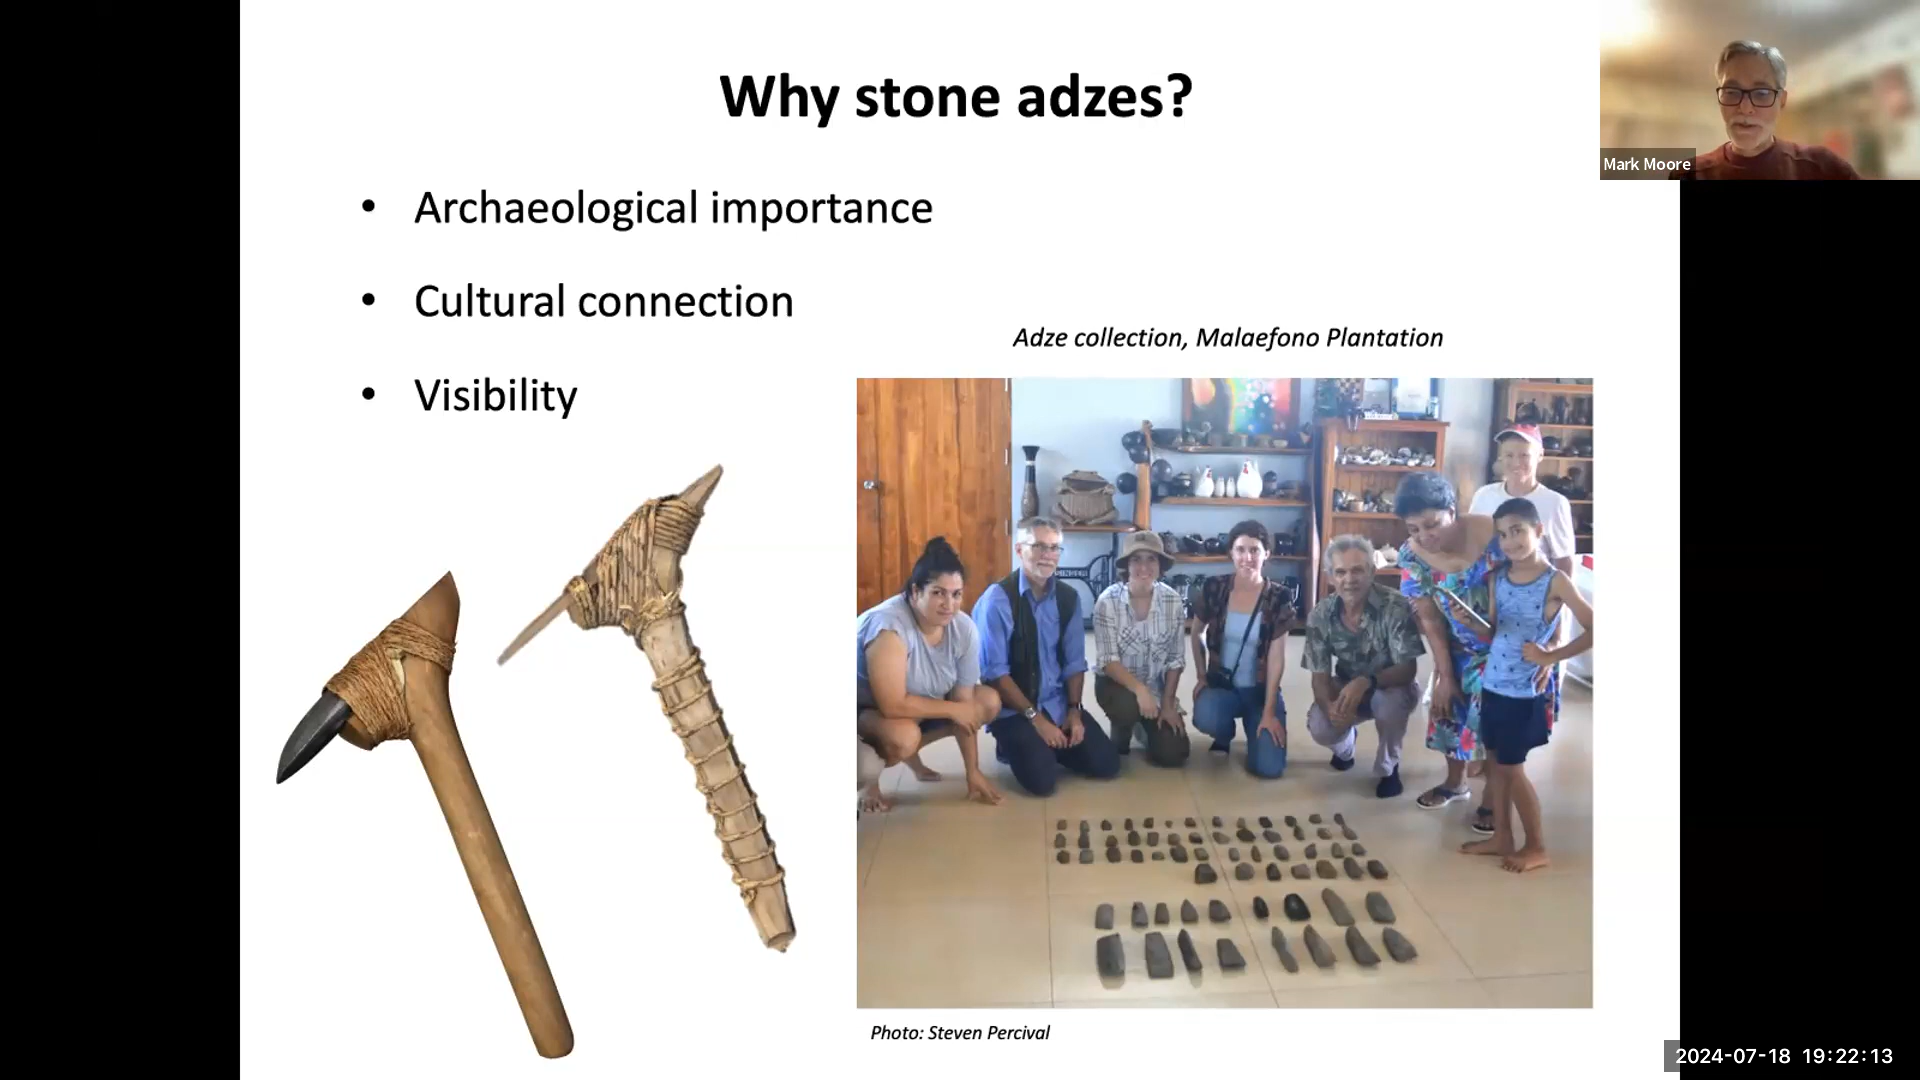 Why stone adzes?
Mark Moore
• Archaeological importance
• Cultural connection
Adze collection, Malaefono Plantation
• Visibility
Photo: Steven Percival
2024-07-18 19:22:13